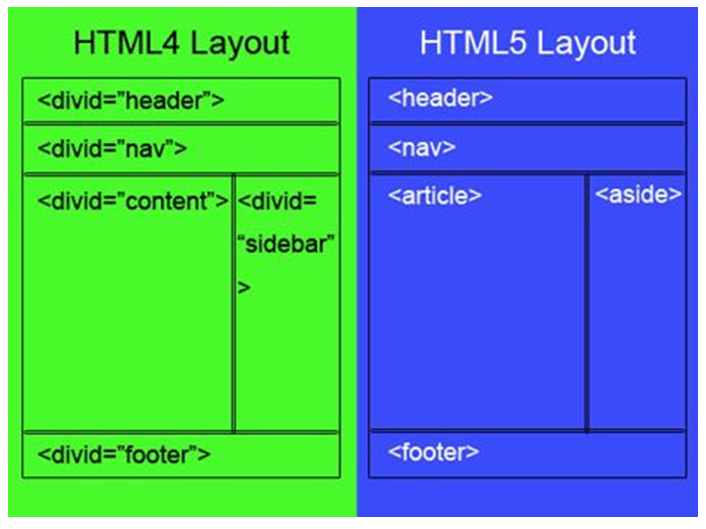 HTML4 Layout
<divid=”header”>
<divid=”nav”>
<divid=”content”>
<divid=
“sidebar”
>
<divid=”footer”>
HTML5 Layout
<header>
<nav>
<article>
<aside>
<footer>